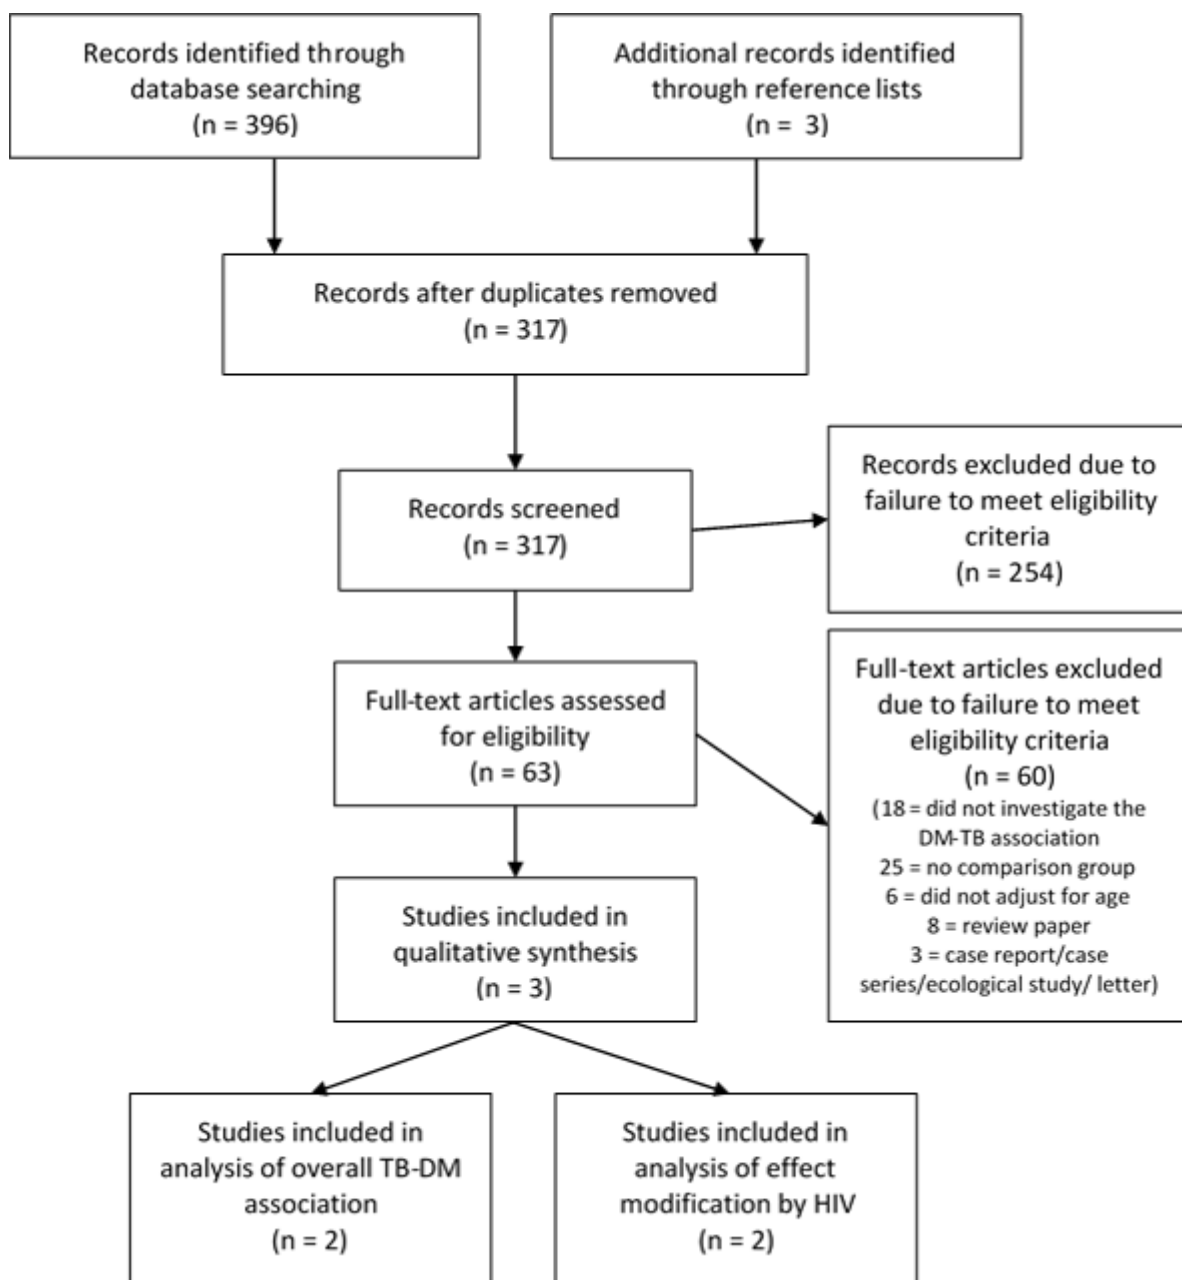 Records identified through
database searching
(n = 396)
Additional records identified
through reference lists
(n = 3)
Records after duplicates removed
(n = 317)
Records screened
(n = 317)
Records excluded due to
failure to meet eligibility
criteria
(n = 254)
Full-text articles assessed
for eligibility
(n = 63)
Full-text articles excluded
due to failure to meet
eligibility criteria
(n = 60)
(18 = did not investigate the
DM-TB association
25 = no comparison group
6 = did not adjust for age
8 = review paper
3 = case report/case
series/ecological study/ letter)
Studies included in
qualitative synthesis
(n = 3)
Studies included in
analysis of overall TB-DM
association
(n = 2)
Studies included in
analysis of effect
modification by HIV
(n = 2)